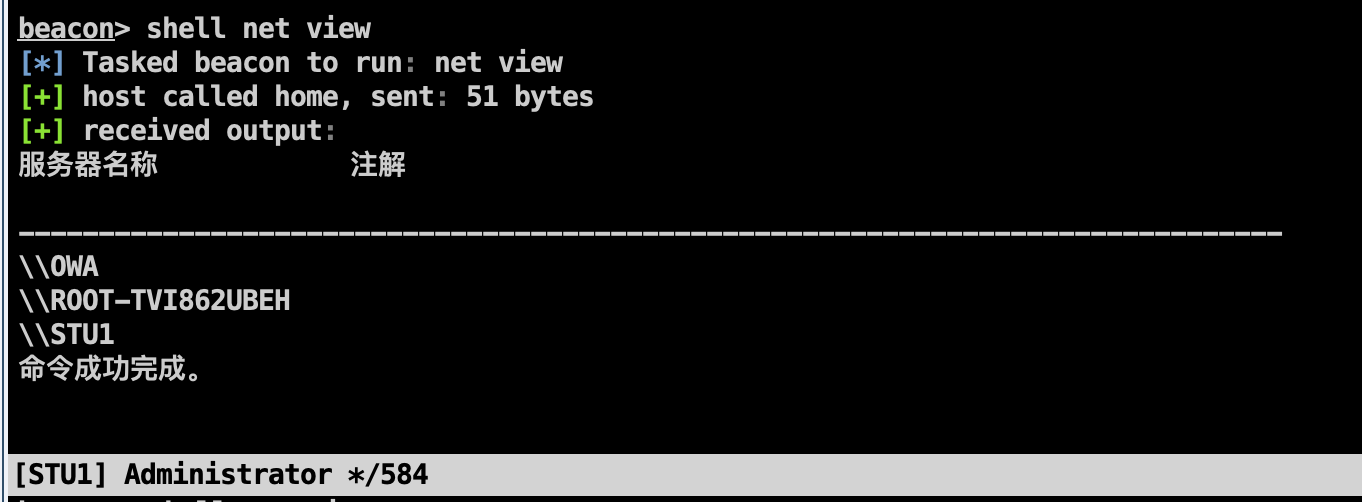 beacon> shell net view
[*] Tasked beacon to run: net view
[+] host called home, sent: 51 bytes
[+] received output:
服务器名称            注解
-------------------------------------------------------------------------------
\\OWA
\\ROOT-TVI862UBEH
\\STU1
命令成功完成。
[STU1] Administrator */584